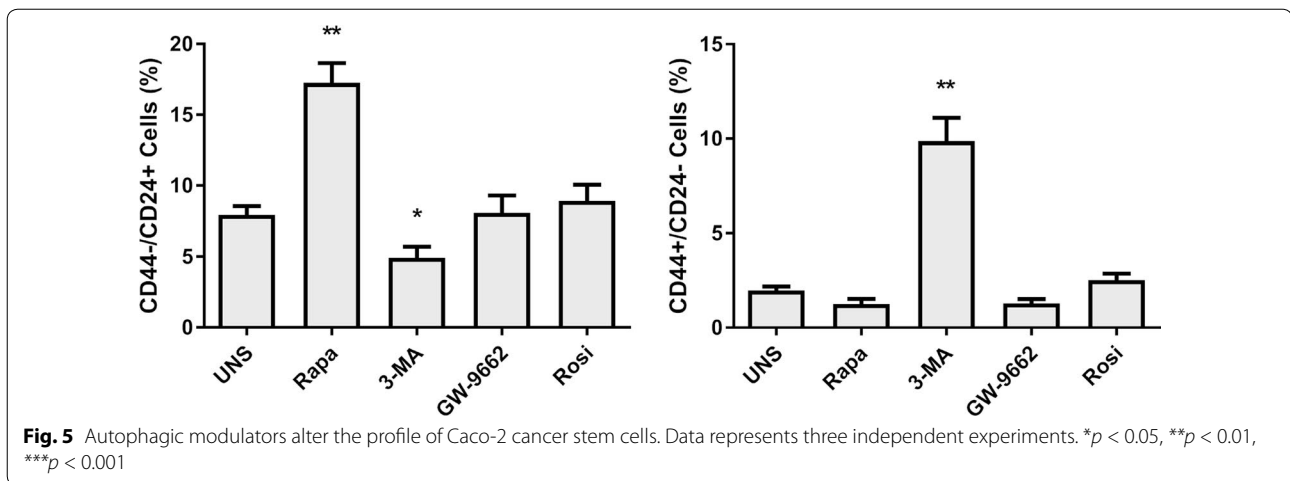 CD44-/CD24+ Cells (%)
20
15
10
5
0
**
*
UNS
Rapa
3-MA
GW-9662
Rosi
CD44+/CD24- Cells (%)
15
10
5
0
**
UNS
Rapa
3-MA
GW-9662
Rosi
Fig. 5 Autophagic modulators alter the profile of Caco-2 cancer stem cells. Data represents three independent experiments. *p < 0.05, **p < 0.01,
***p < 0.001